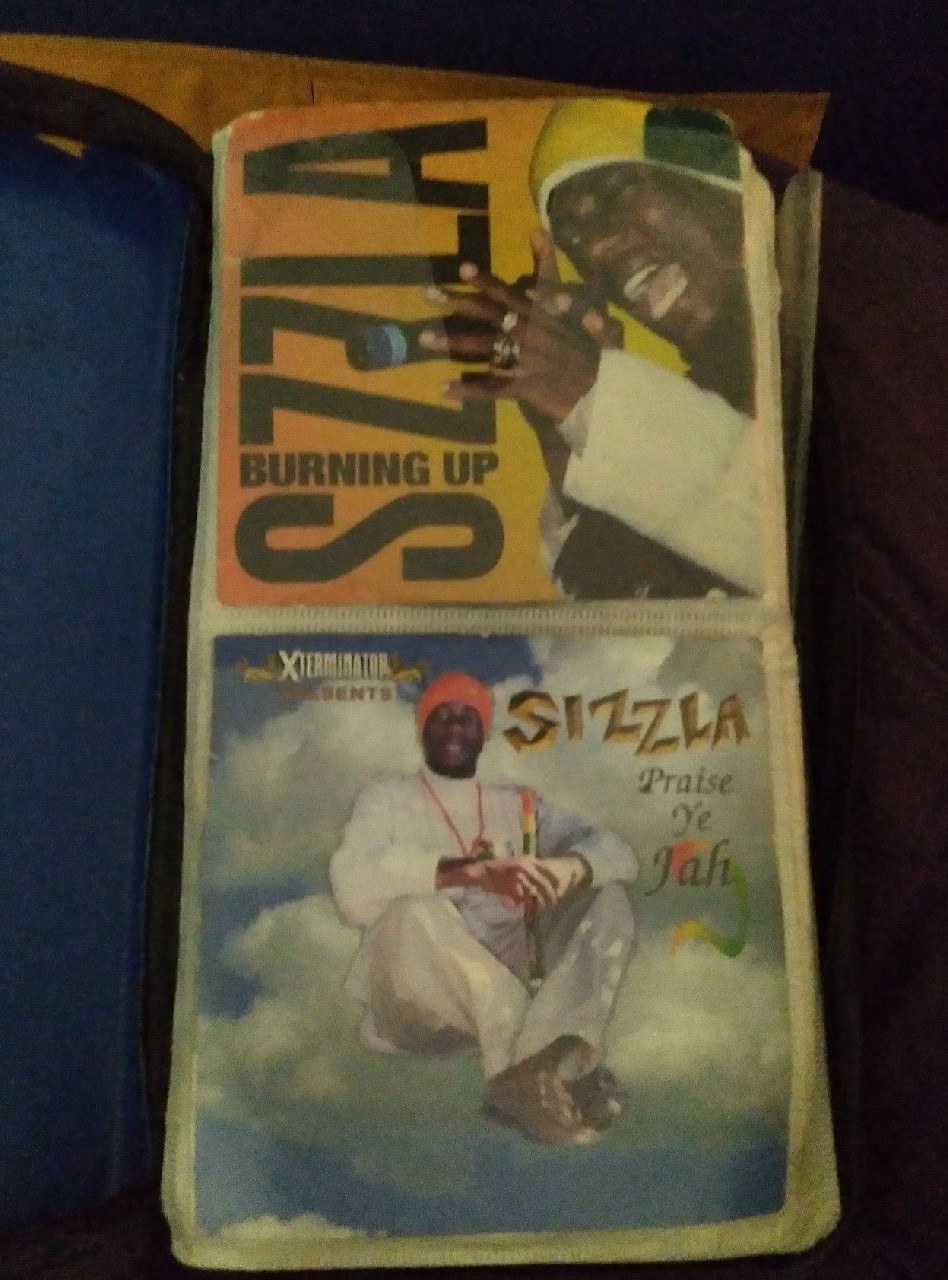 SIZZLA
BURNING UP
XTERMINATOR
PRESENTS
SIZZLA
Praise
Ye
Jah